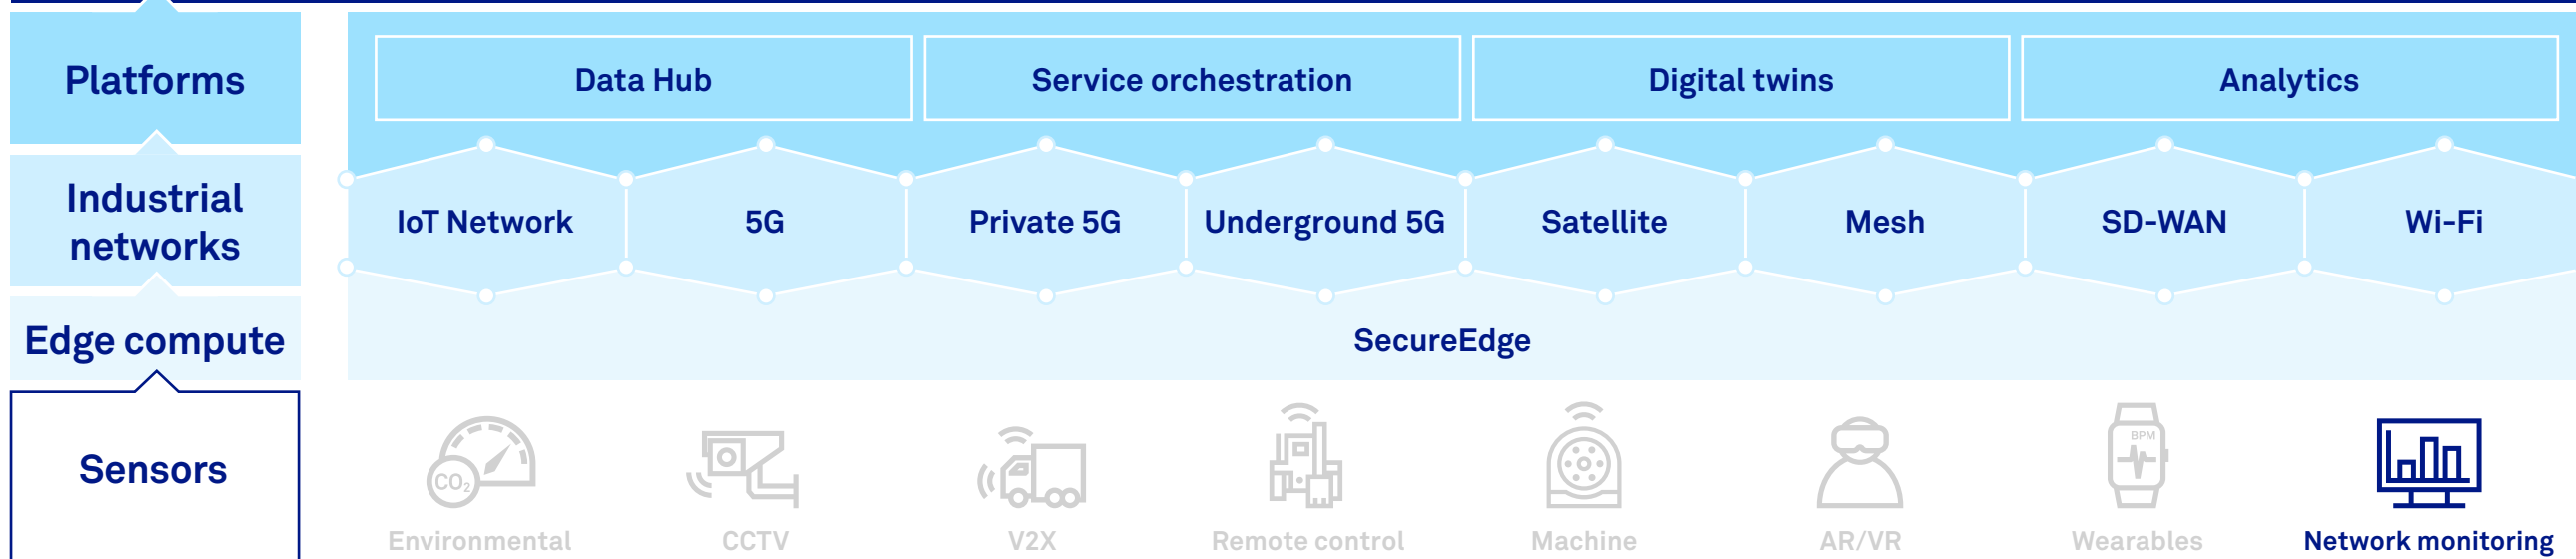 Platforms
Data Hub
Service orchestration
Digital twins
Analytics
Industrial
networks
IoT Network
5G
Private 5G
Underground 5G
Satellite
Mesh
SD-WAN
Wi-Fi
Edge compute
SecureEdge
Sensors
CO₂
BPM
Environmental
CCTV
V2X
Remote control
Machine
AR/VR
Wearables
Network monitoring